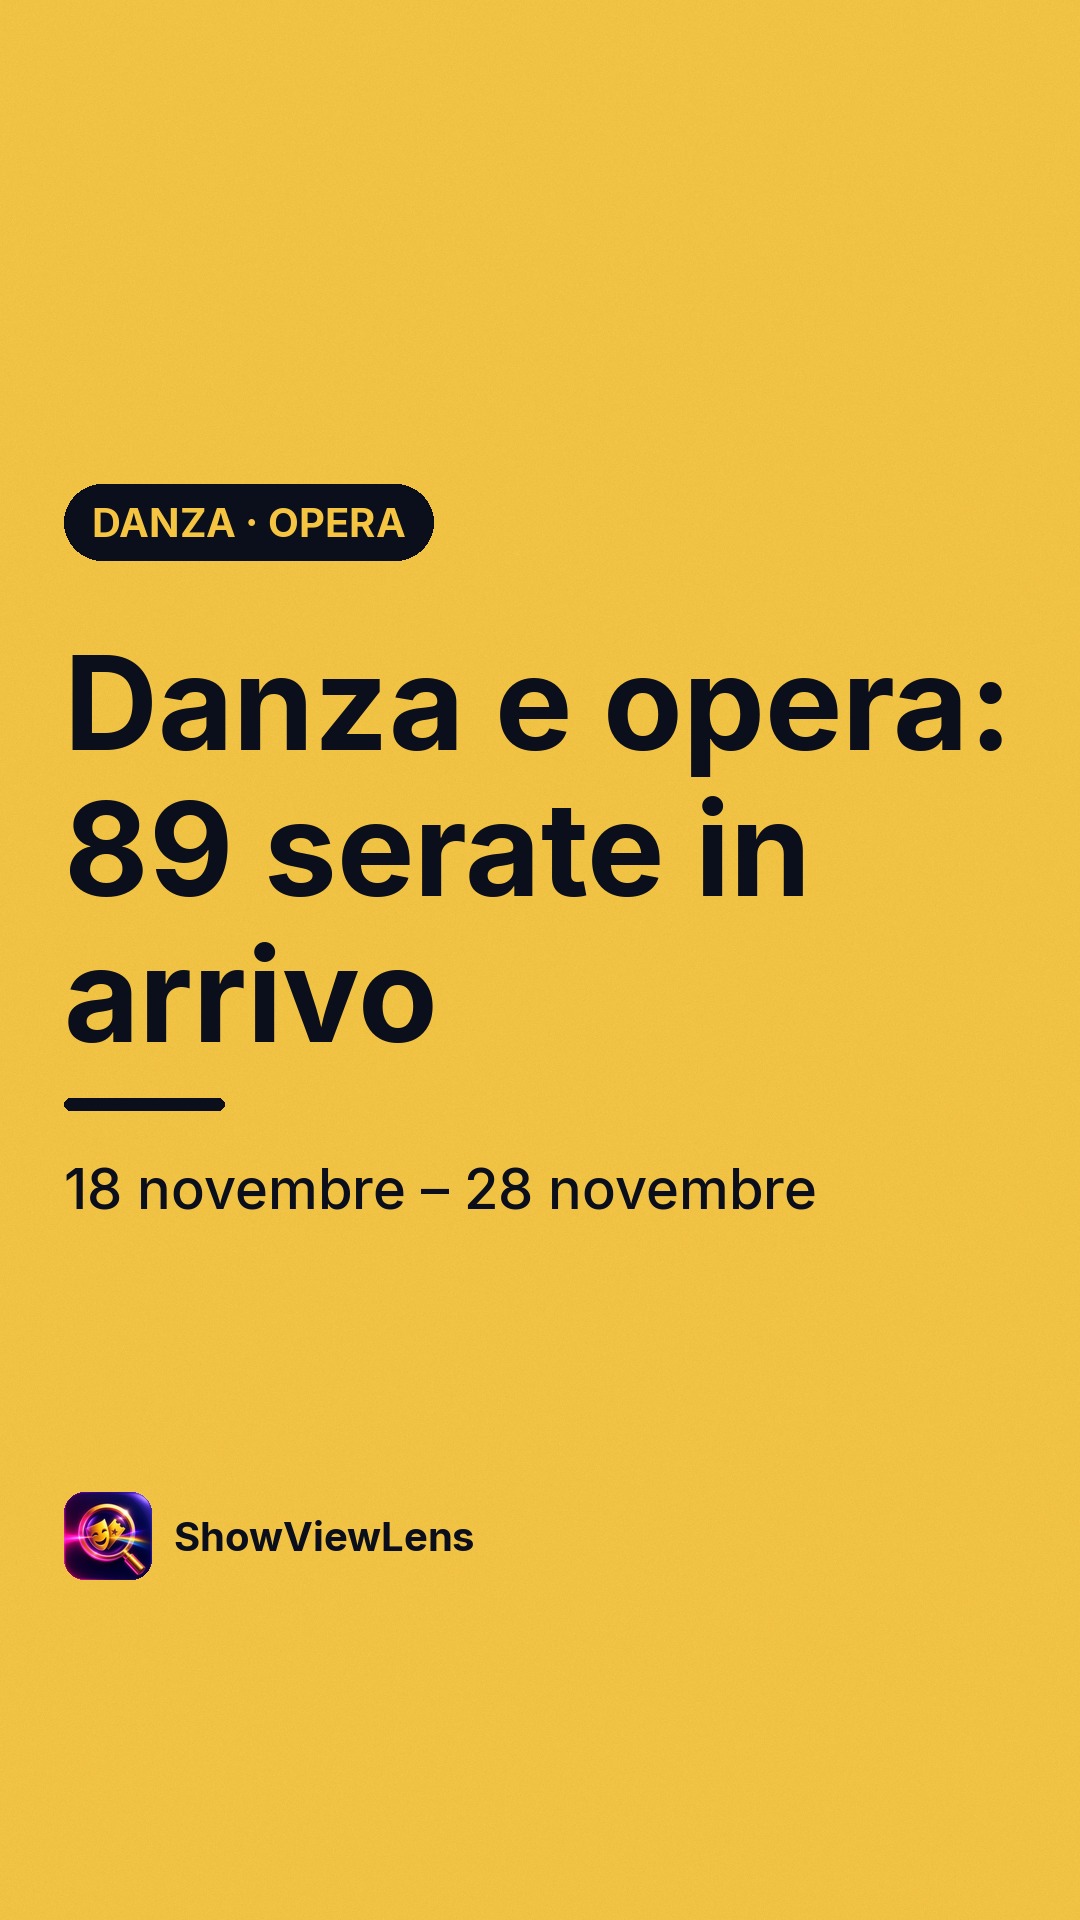 DANZA · OPERA
Danza e opera:
89 serate in
arrivo
18 novembre – 28 novembre
ShowViewLens